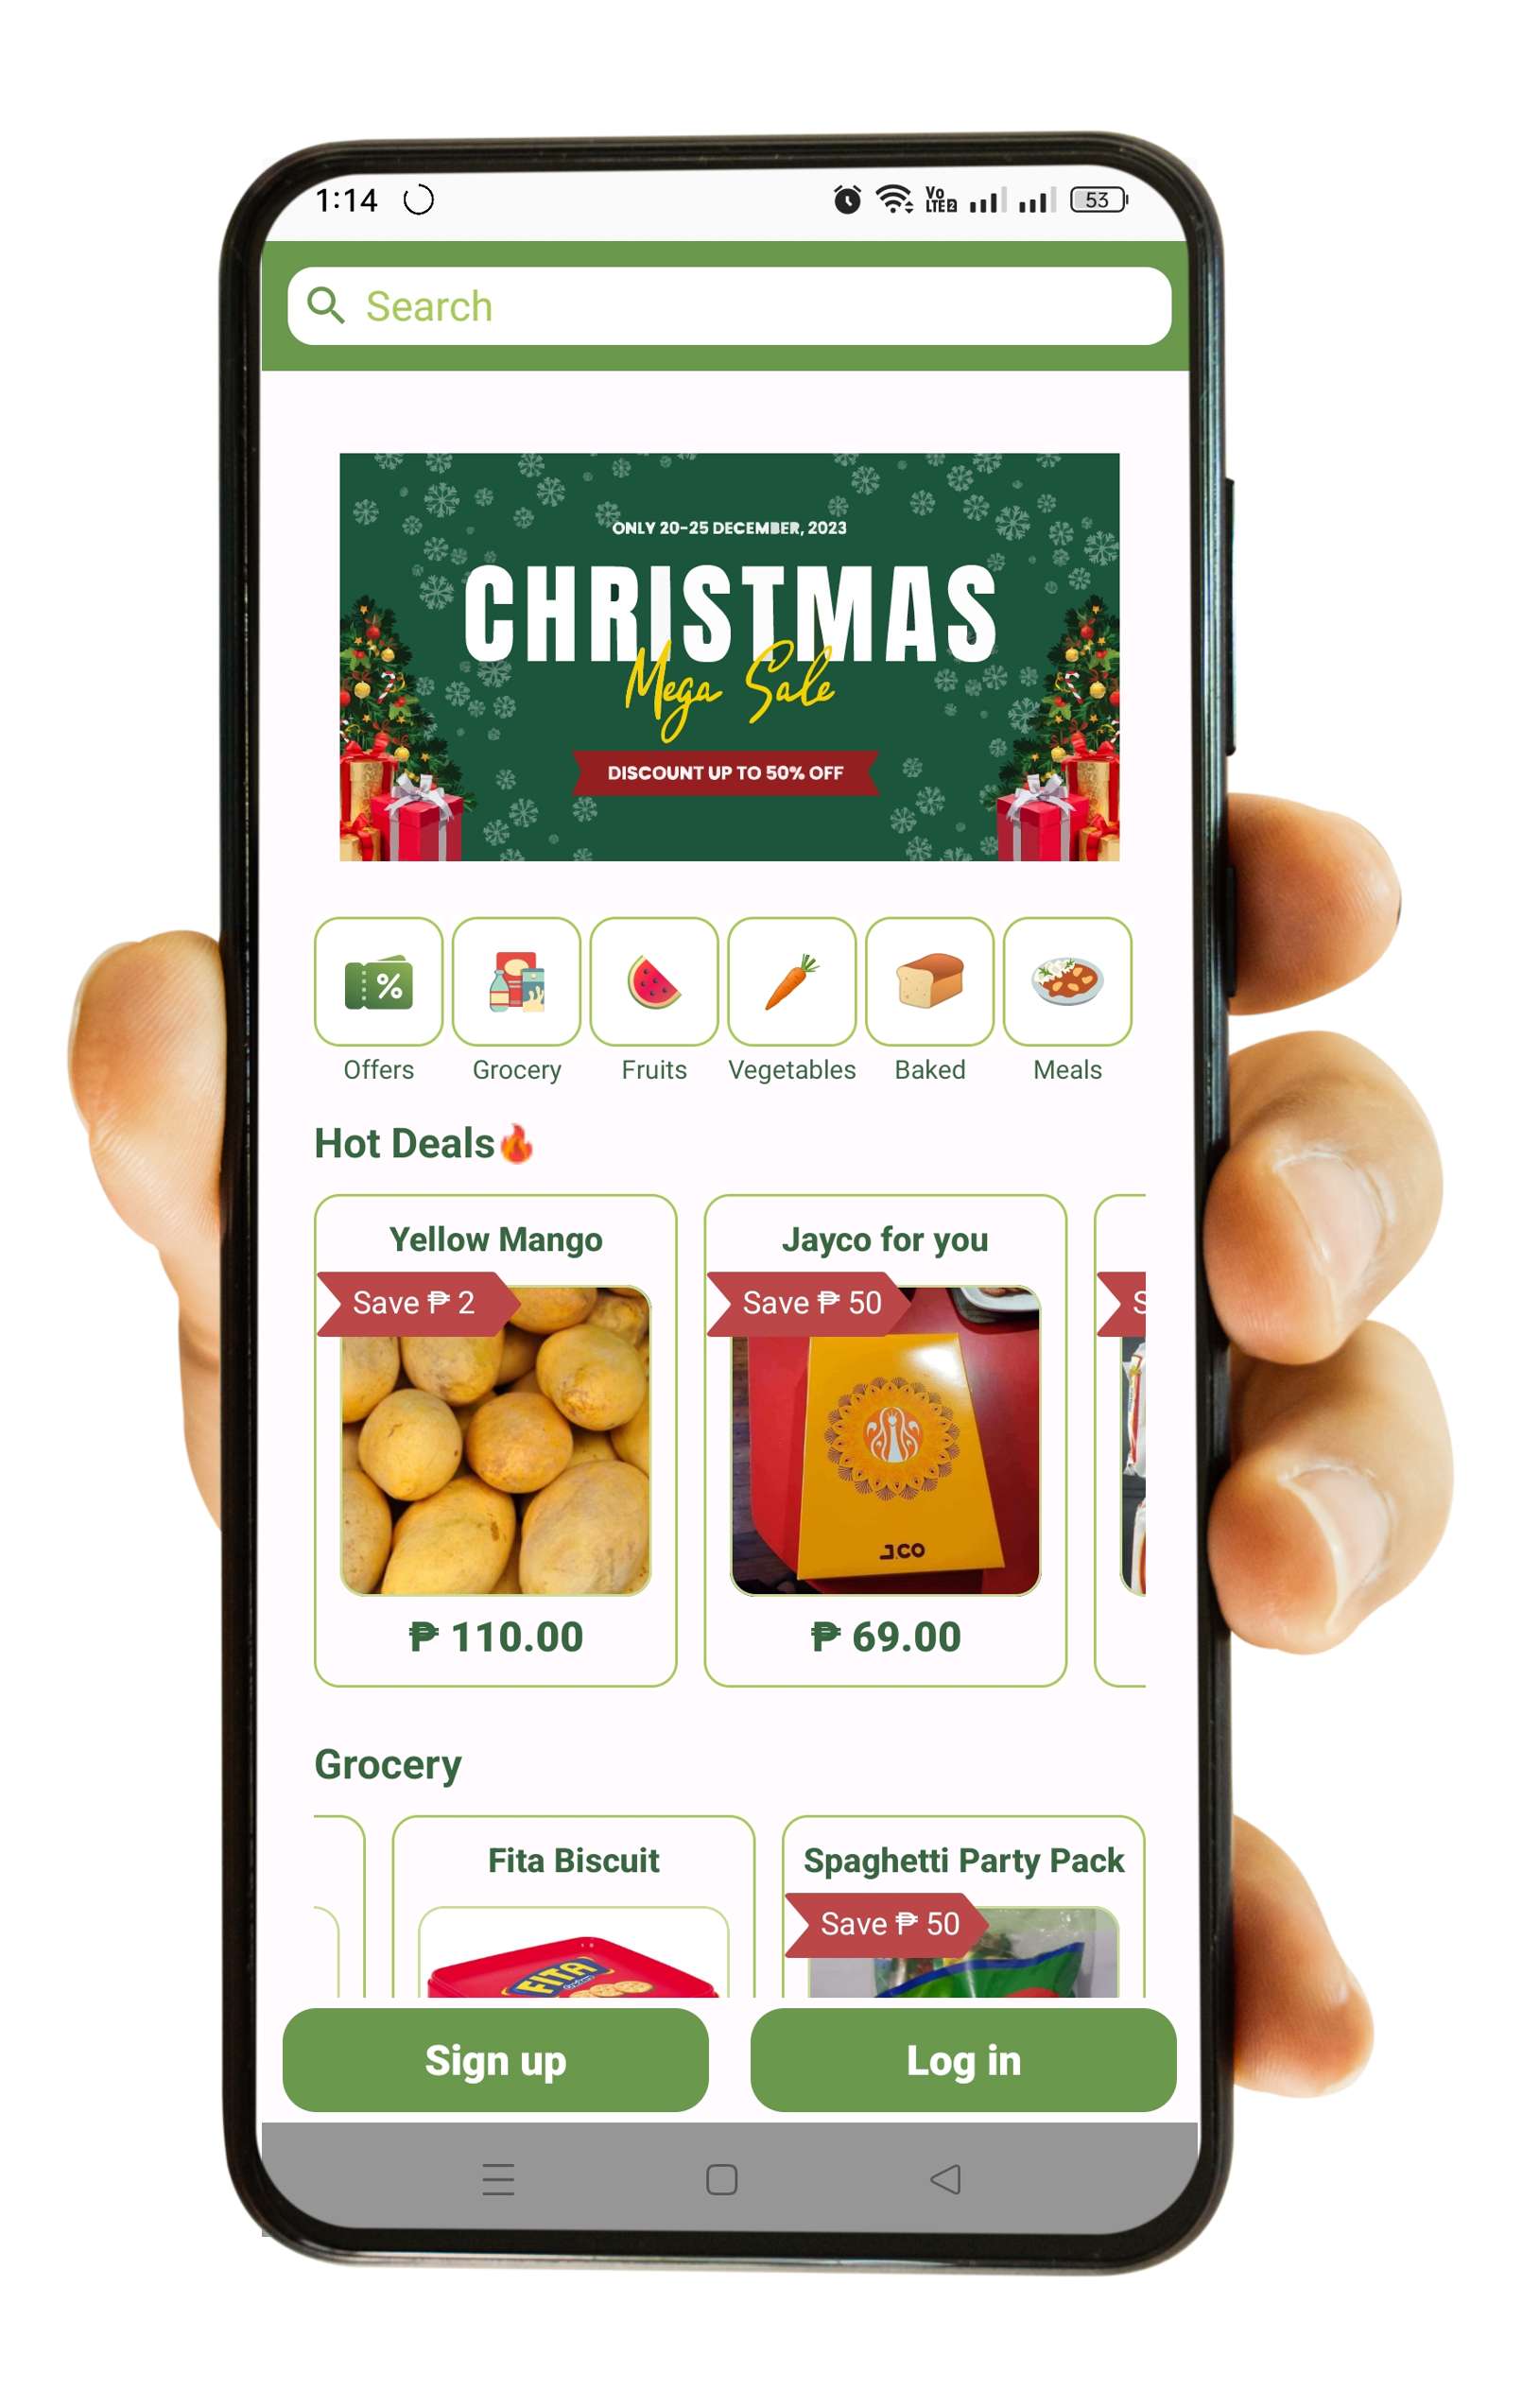 1:14
Vo
LTE2
53
Search
ONLY 20-25 DECEMBER, 2023
CHRISTMAS
Mega Sale
DISCOUNT UP TO 50% OFF
%
Offers
Grocery
Fruits
Vegetables
Baked
Meals
Hot Deals🔥
Yellow Mango
Jayco for you
Save ₱ 2
Save ₱ 50
S
J.CO
₱ 110.00
₱ 69.00
Grocery
Fita Biscuit
Spaghetti Party Pack
Save ₱ 50
FITA
Sign up
Log in